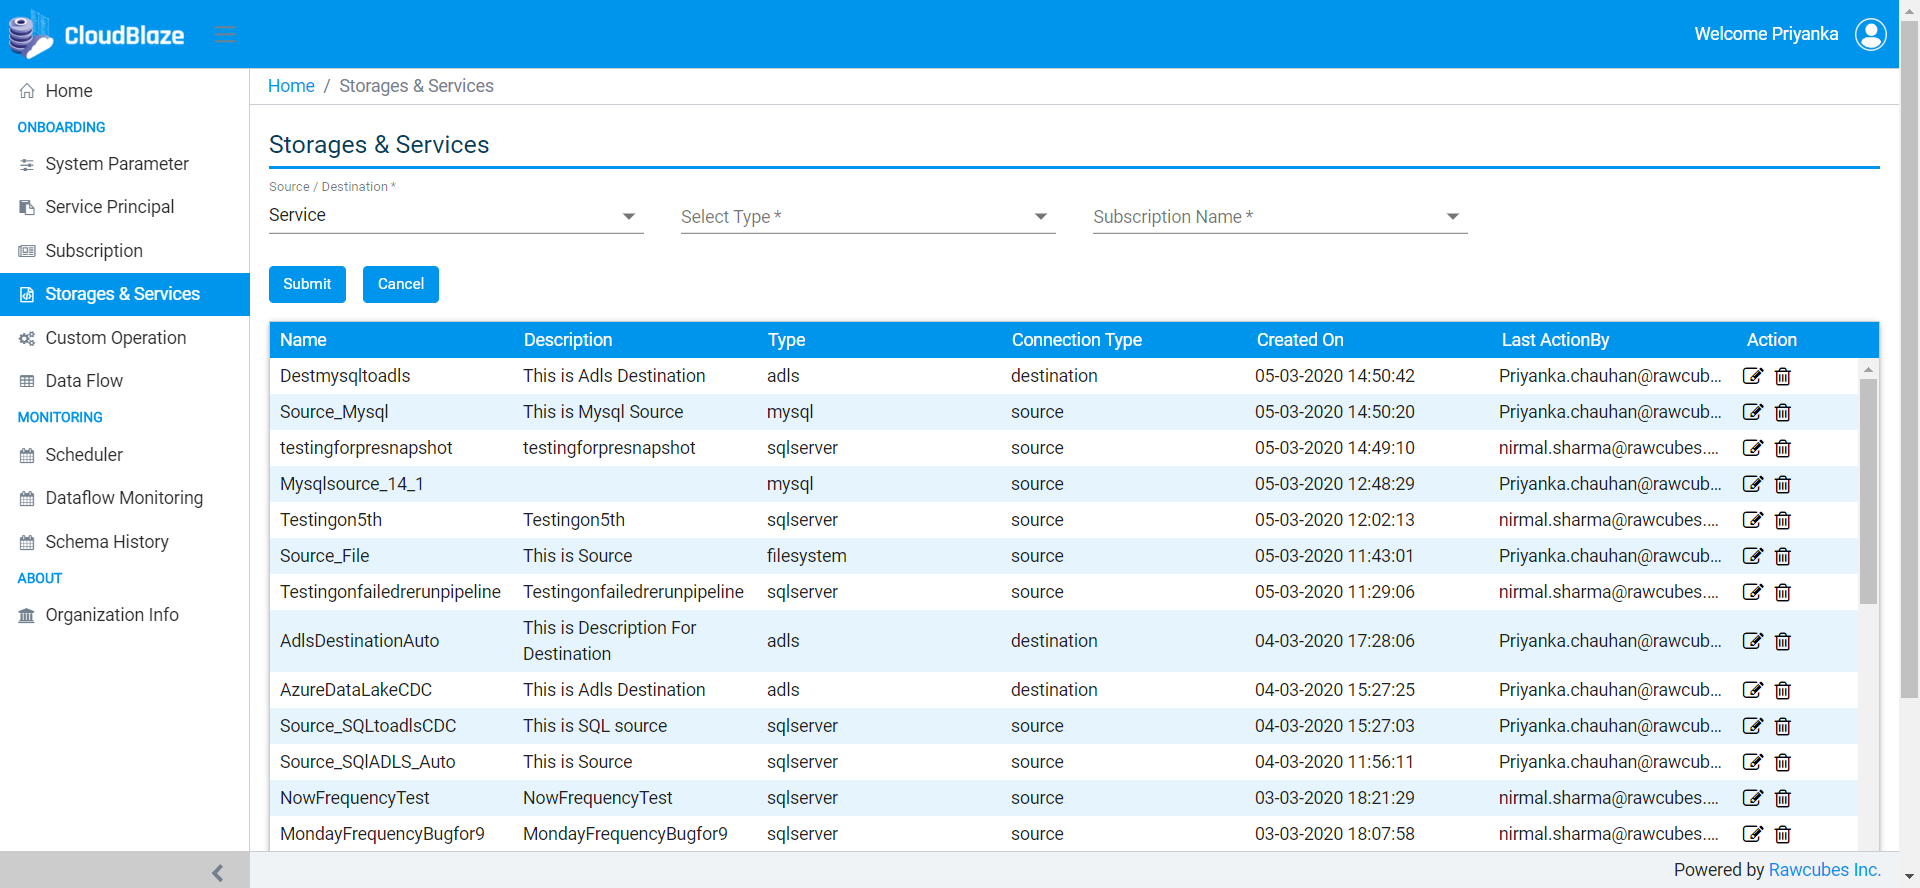 CloudBlaze
Welcome Priyanka
Home
ONBOARDING
System Parameter
Service Principal
Subscription
Storages & Services
Custom Operation
Data Flow
MONITORING
Scheduler
Dataflow Monitoring
Schema History
ABOUT
Organization Info
Home / Storages & Services
Storages & Services
Source / Destination *
Service Select Type * Subscription Name *
Submit Cancel
Name Description Type Connection Type Created On Last ActionBy Action
Destmysqltoadls This is Adls Destination adls destination 05-03-2020 14:50:42 Priyanka.chauhan@rawcub...
Source_Mysql This is Mysql Source mysql source 05-03-2020 14:50:20 Priyanka.chauhan@rawcub...
testingforpresnapshot testingforpresnapshot sqlserver source 05-03-2020 14:49:10 nirmal.sharma@rawcubes....
Mysqlsource_14_1 mysql source 05-03-2020 12:48:29 Priyanka.chauhan@rawcub...
Testingon5th Testingon5th sqlserver source 05-03-2020 12:02:13 nirmal.sharma@rawcubes....
Source_File This is Source filesystem source 05-03-2020 11:43:01 Priyanka.chauhan@rawcub...
Testingonfailedrerunpipeline Testingonfailedrerunpipeline sqlserver source 05-03-2020 11:29:06 nirmal.sharma@rawcubes....
AdlsDestinationAuto This is Description For Destination adls destination 04-03-2020 17:28:06 Priyanka.chauhan@rawcub...
AzureDataLakeCDC This is Adls Destination adls destination 04-03-2020 15:27:25 Priyanka.chauhan@rawcub...
Source_SQLtoadlsCDC This is SQL source sqlserver source 04-03-2020 15:27:03 Priyanka.chauhan@rawcub...
Source_SQlADLS_Auto This is Source sqlserver source 04-03-2020 11:56:11 Priyanka.chauhan@rawcub...
NowFrequencyTest NowFrequencyTest sqlserver source 03-03-2020 18:21:29 nirmal.sharma@rawcubes....
MondayFrequencyBugfor9 MondayFrequencyBugfor9 sqlserver source 03-03-2020 18:07:58 nirmal.sharma@rawcubes....
Powered by Rawcubes Inc.